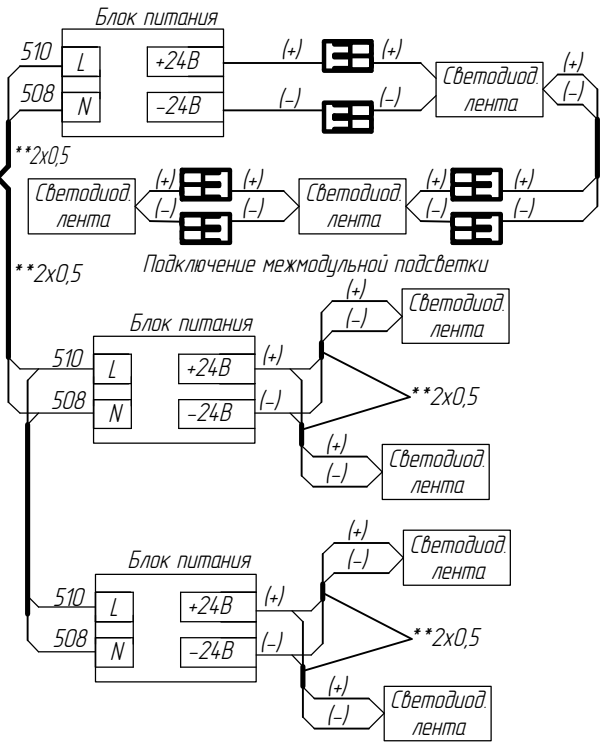 Блок питания
510
L
+24В
(+)
(+)
Светодиод.
лента
(+)
508
N
-24В
(-)
(-)
(-)
**2х0,5
Светодиод.
лента
(+)
(-)
(+)
(-)
Светодиод.
лента
(+)
(-)
(+)
(-)
**2х0,5
Подключение межмодульной подсветки
Блок питания
510
L
+24В
(+)
508
N
-24В
(-)
(+)
(-)
Светодиод.
лента
**2х0,5
(+)
(-)
Светодиод.
лента
Блок питания
510
L
+24В
(+)
508
N
-24В
(-)
(+)
(-)
Светодиод.
лента
**2х0,5
(+)
(-)
Светодиод.
лента